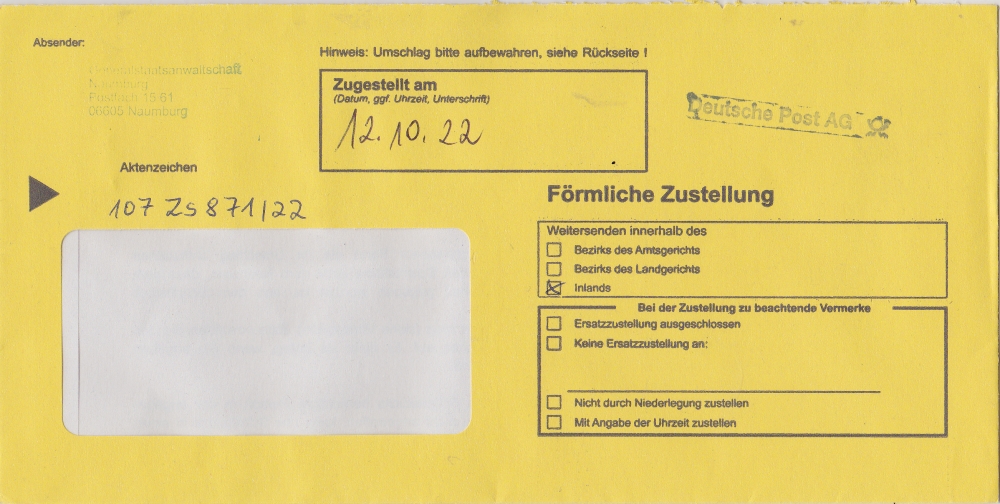 Absender:
Generalstaatsanwaltschaft
Naumburg
Postfach 15 61
06605 Naumburg
Hinweis: Umschlag bitte aufbewahren, siehe Rückseite !
Zugestellt am
(Datum, ggf. Uhrzeit, Unterschrift)
12.10.22
Deutsche Post AG
Aktenzeichen
107 Zs 871/22
Förmliche Zustellung
Weitersenden innerhalb des
Bezirks des Amtsgerichts
Bezirks des Landgerichts
Inlands
Bei der Zustellung zu beachtende Vermerke
Ersatzzustellung ausgeschlossen
Keine Ersatzzustellung an:
Nicht durch Niederlegung zustellen
Mit Angabe der Uhrzeit zustellen